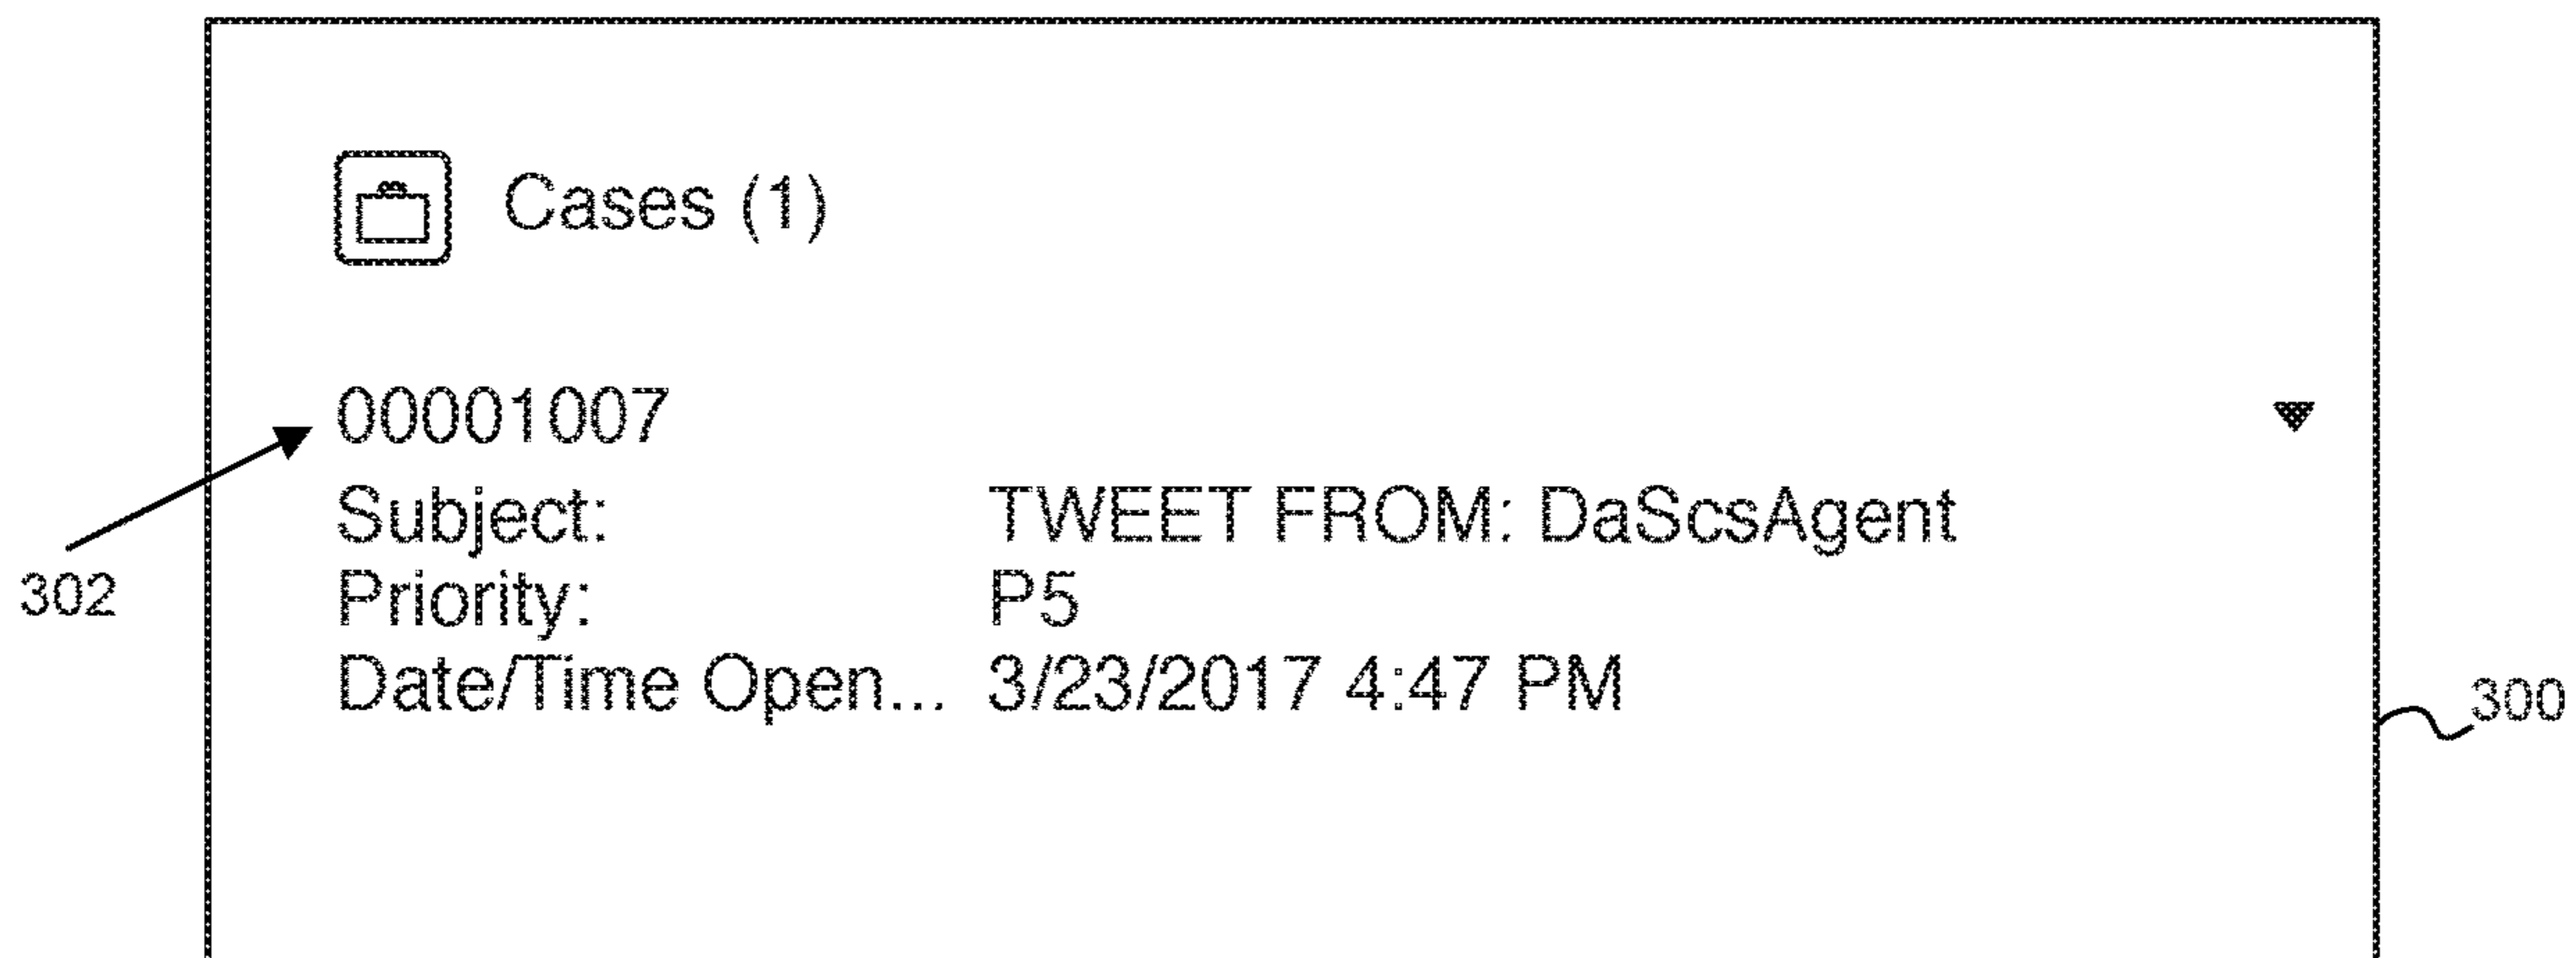 Cases (1)
00001007
Subject: TWEET FROM: DaScsAgent
302
Priority: P5
Date/Time Open... 3/23/2017 4:47 PM
300